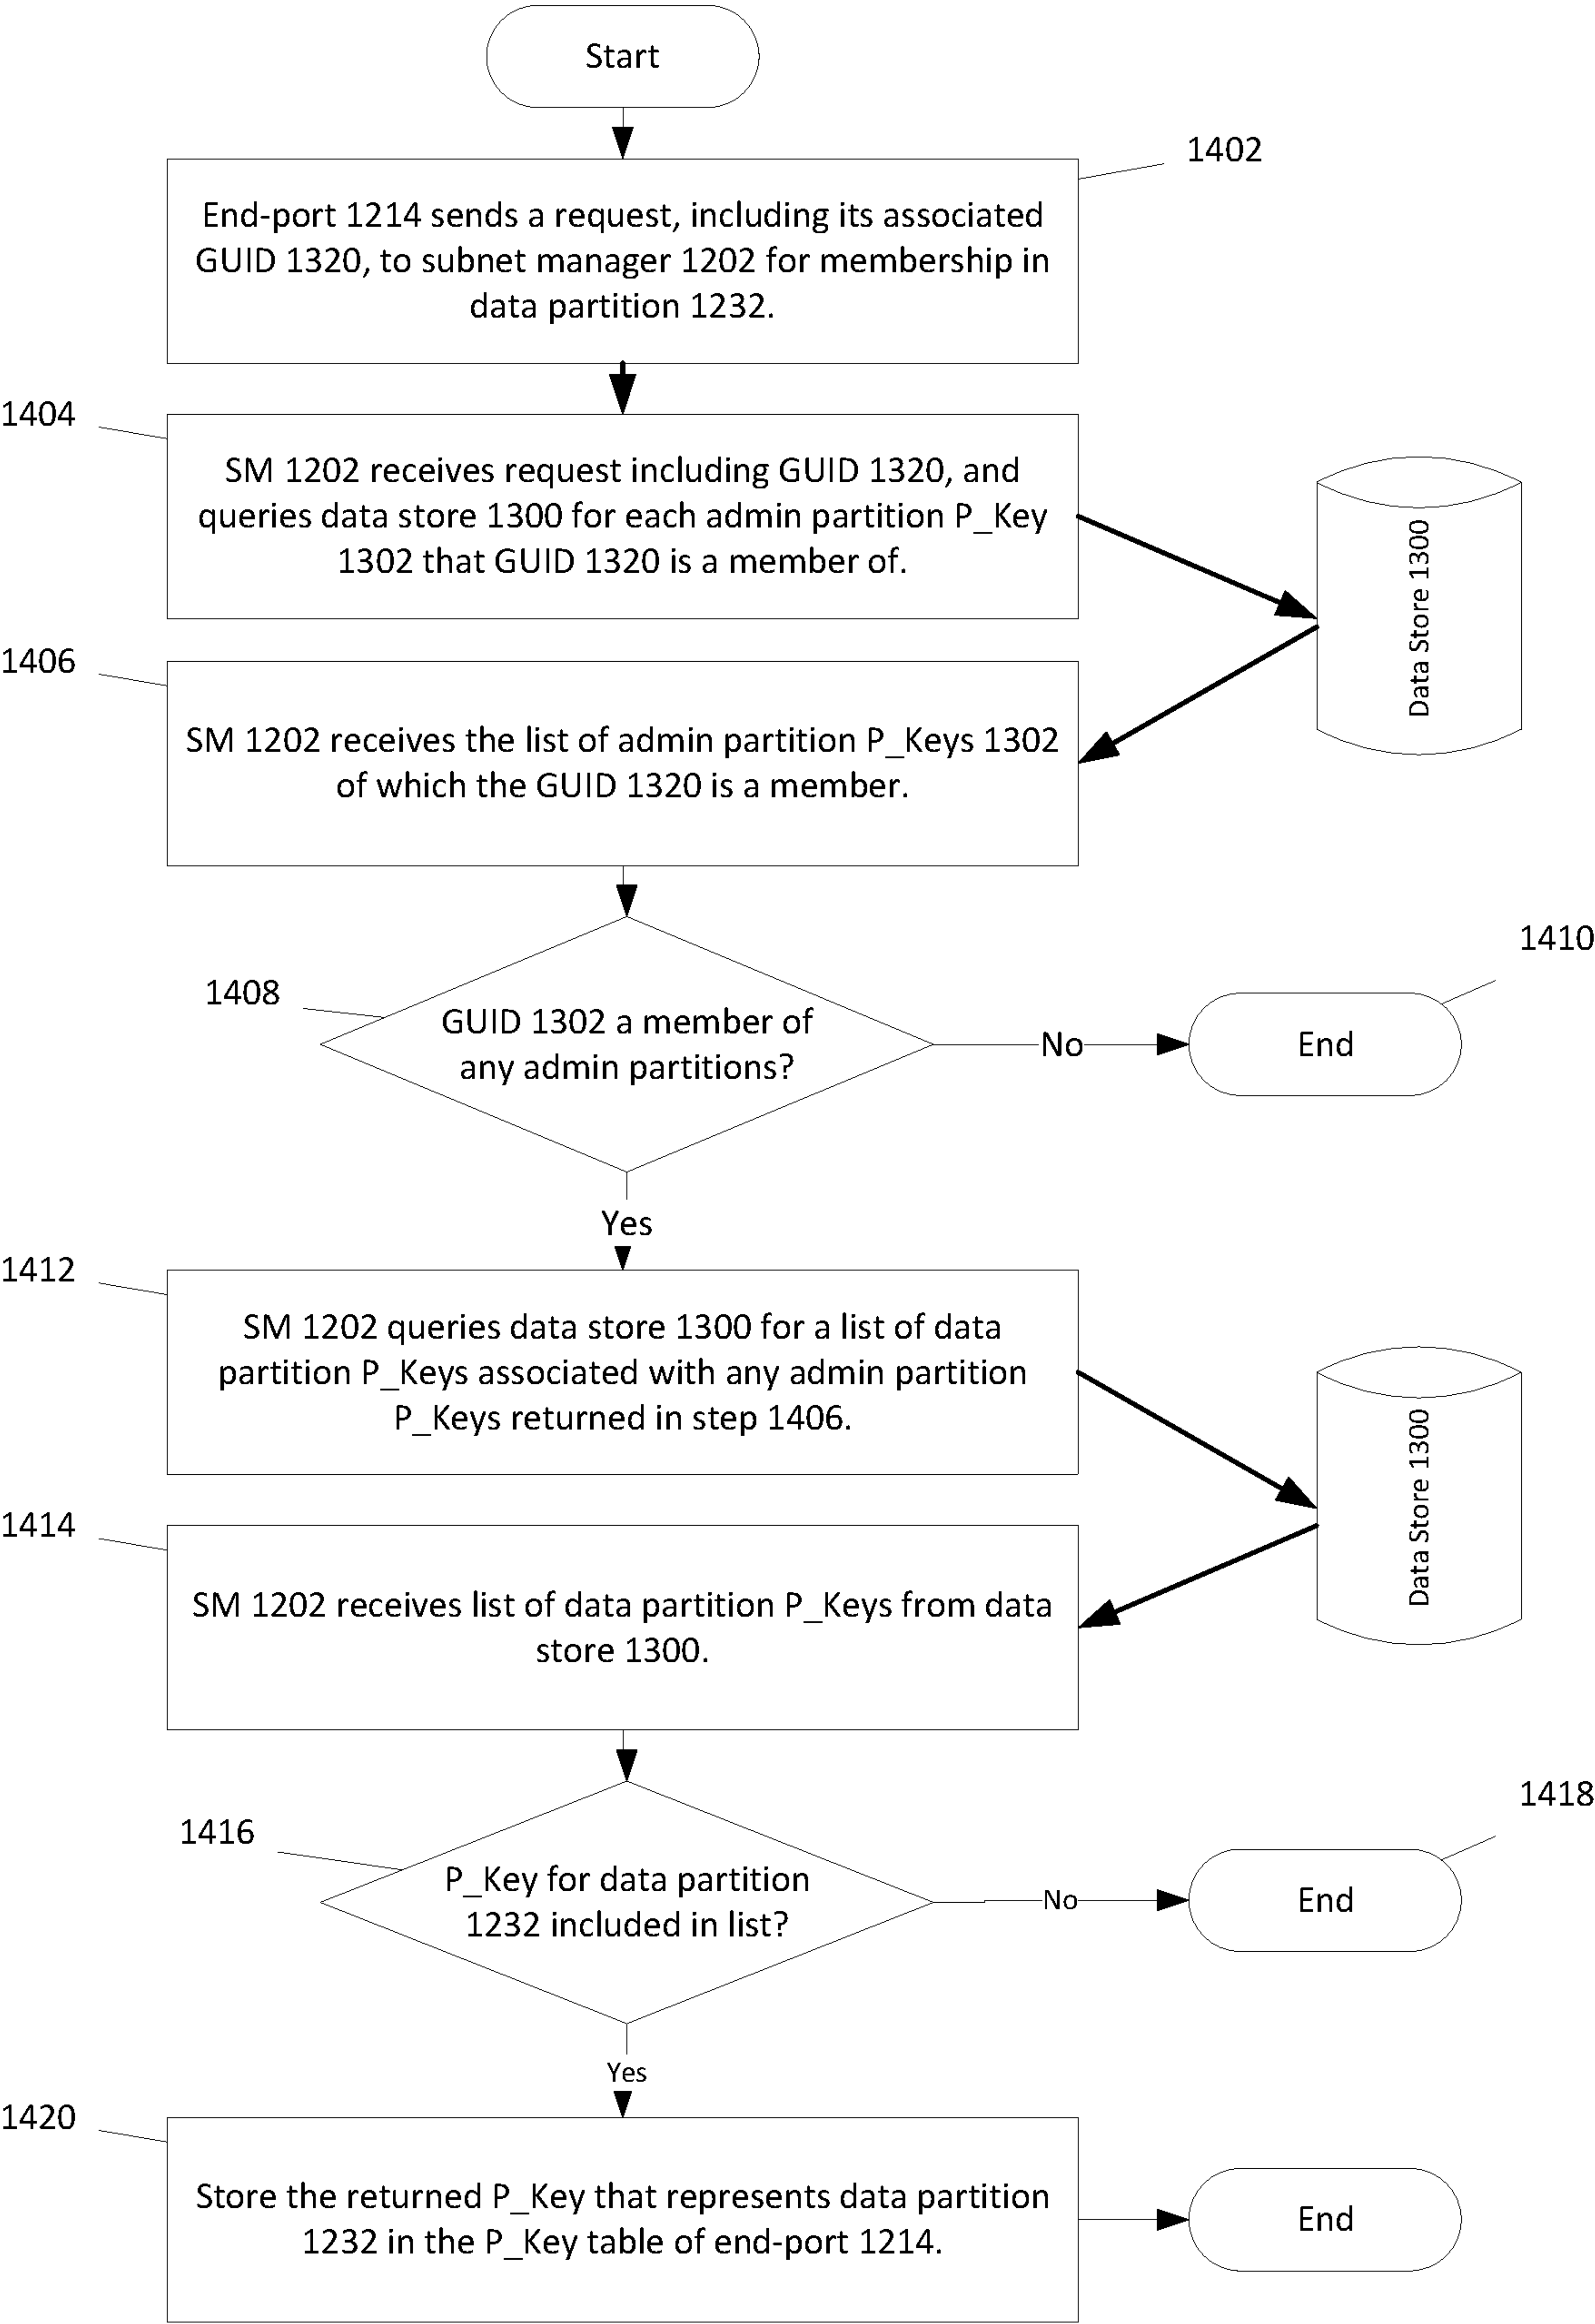 Start
1402
End-port 1214 sends a request, including its associated
GUID 1320, to subnet manager 1202 for membership in
data partition 1232.
1404
SM 1202 receives request including GUID 1320, and
queries data store 1300 for each admin partition P_Key
1302 that GUID 1320 is a member of.
Data Store 1300
1406
SM 1202 receives the list of admin partition P_Keys 1302
of which the GUID 1320 is a member.
1408
GUID 1302 a member of
any admin partitions?
No
1410
End
Yes
1412
SM 1202 queries data store 1300 for a list of data
partition P_Keys associated with any admin partition
P_Keys returned in step 1406.
Data Store 1300
1414
SM 1202 receives list of data partition P_Keys from data
store 1300.
1416
P_Key for data partition
1232 included in list?
No
1418
End
Yes
1420
Store the returned P_Key that represents data partition
1232 in the P_Key table of end-port 1214.
End